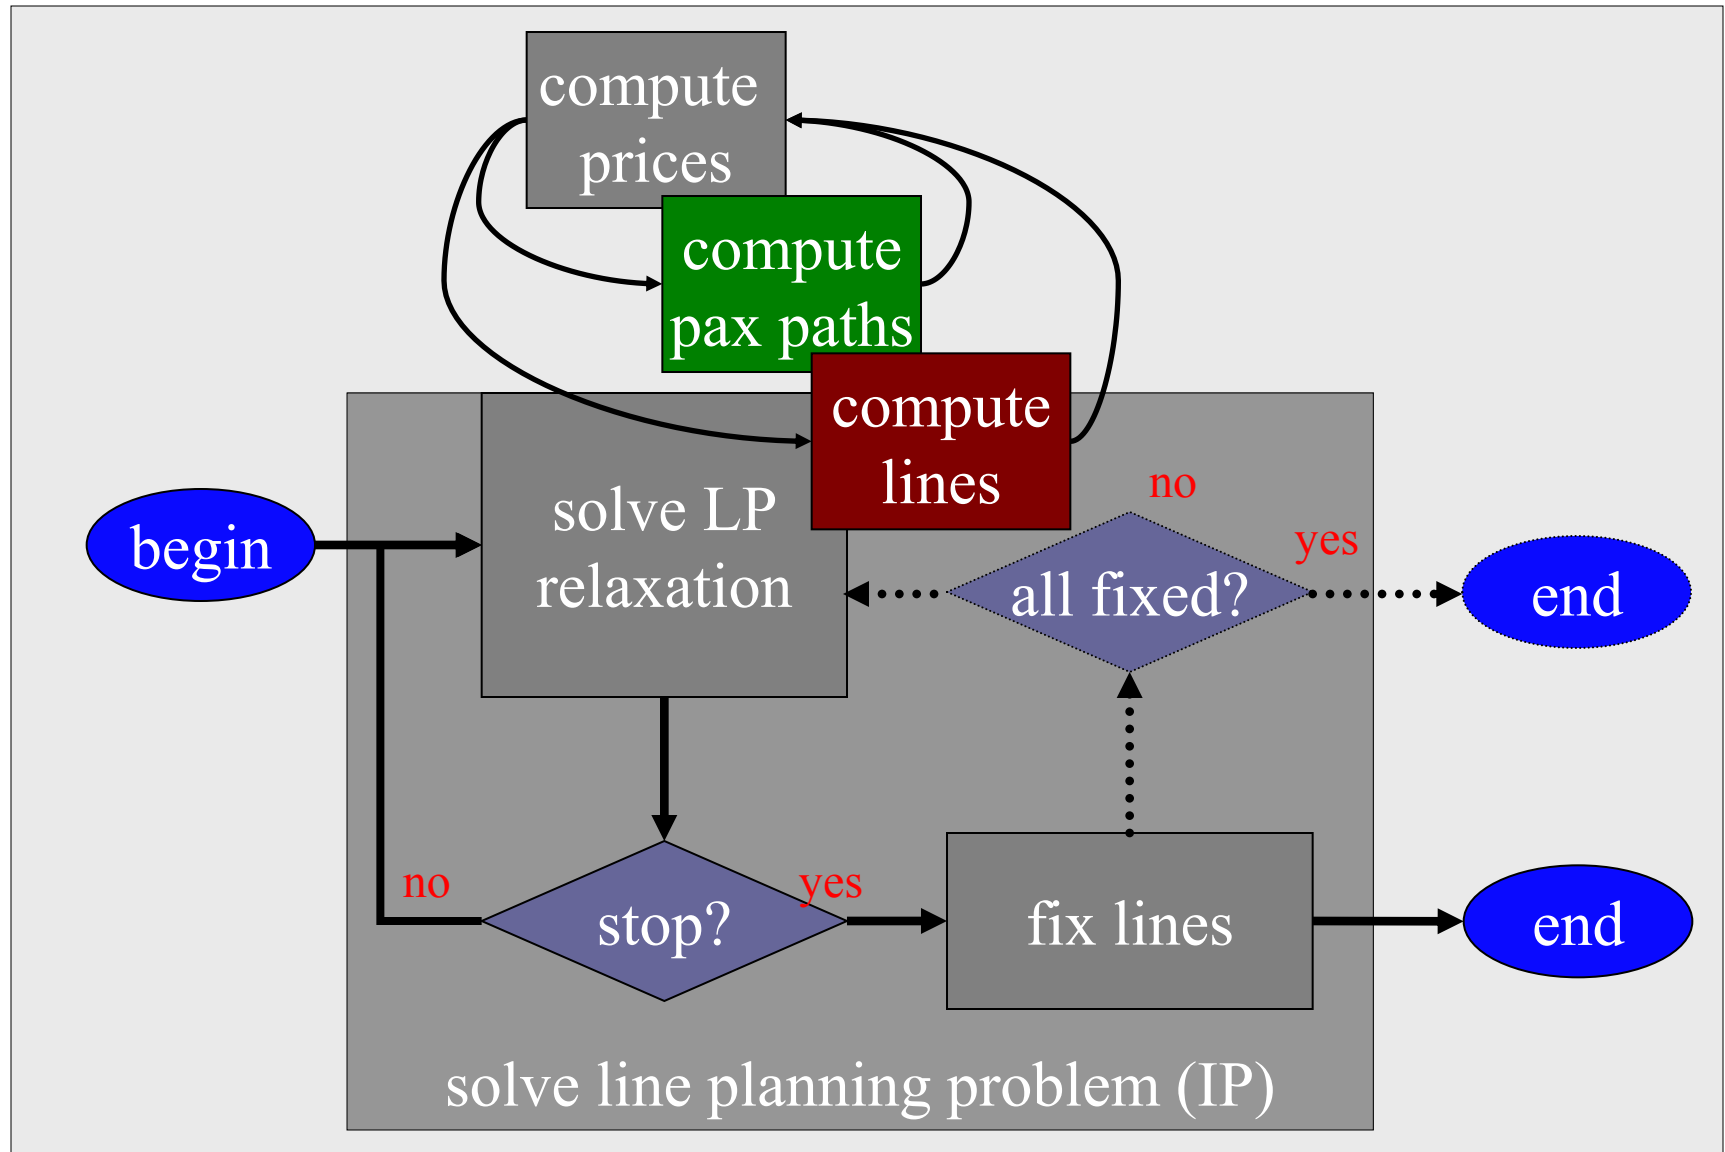 compute
prices
compute
pax paths
compute
lines
no
solve LP
relaxation
yes
begin
all fixed?
end
no
yes
stop?
fix lines
end
solve line planning problem (IP)